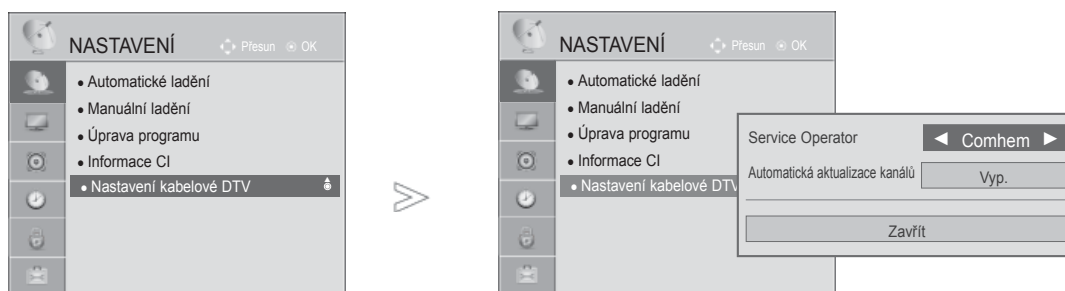 NASTAVENÍ
Přesun OK
• Automatické ladění
• Manuální ladění
• Úprava programu
• Informace CI
• Nastavení kabelové DTV
NASTAVENÍ
Přesun OK
• Automatické ladění
• Manuální ladění
• Úprava programu
• Informace CI
• Nastavení kabelové DTV
Service Operator
◄ Comhem ►
Automatická aktualizace kanálů
Vyp.
Zavřít